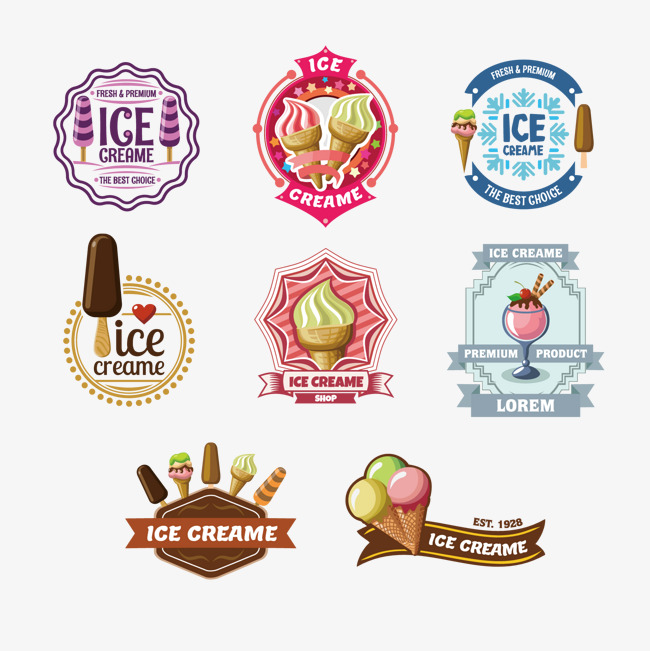 FRESH & PREMIUM
ICE
CREAME
THE BEST CHOICE
ICE
CREAME
FRESH & PREMIUM
ICE
CREAME
THE BEST CHOICE
ice
creame
ICE CREAME
SHOP
ICE CREAME
PREMIUM PRODUCT
LOREM
ICE CREAME
EST. 1928
ICE CREAME